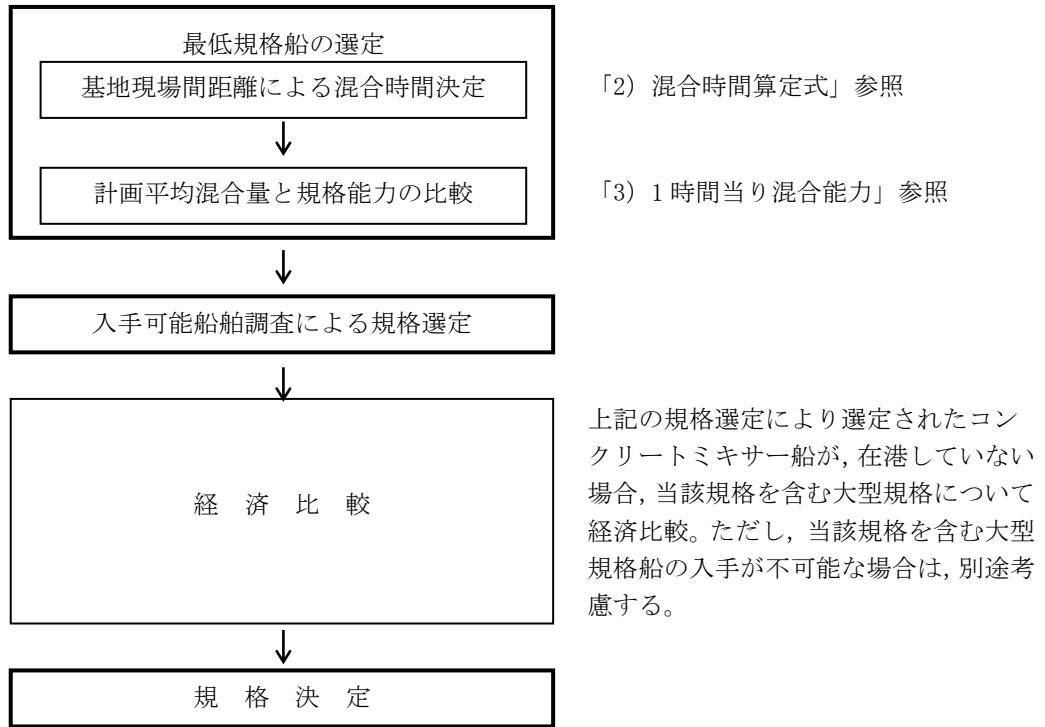 最低規格船の選定
基地現場間距離による混合時間決定
「2) 混合時間算定式」参照
計画平均混合量と規格能力の比較
「3) 1時間当り混合能力」参照
入手可能船舶調査による規格選定
経 済 比 較
上記の規格選定により選定されたコン
クリートミキサー船が,在港していない
場合,当該規格を含む大型規格について
経済比較。ただし,当該規格を含む大型
規格船の入手が不可能な場合は,別途考
慮する。
規 格 決 定